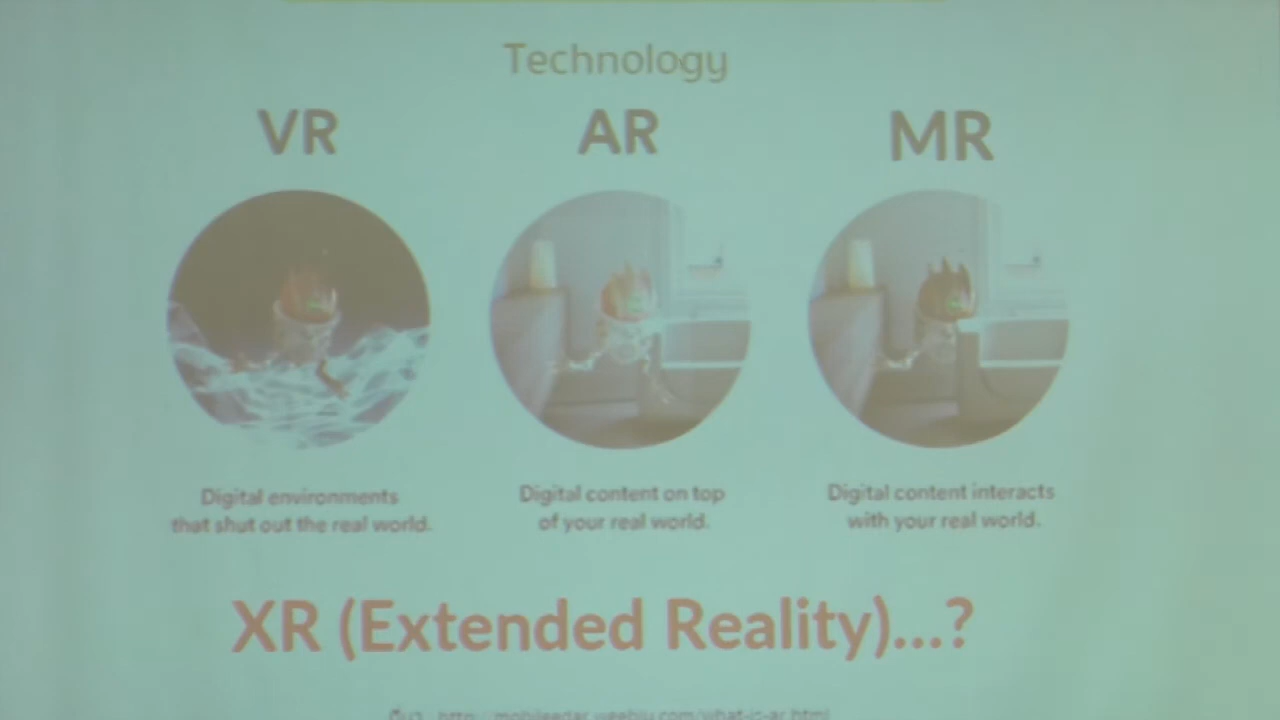 Technology
VR
AR
MR
Digital environments
that shut out the real world.
Digital content on top
of your real world.
Digital content interacts
with your real world.
XR (Extended Reality)...?